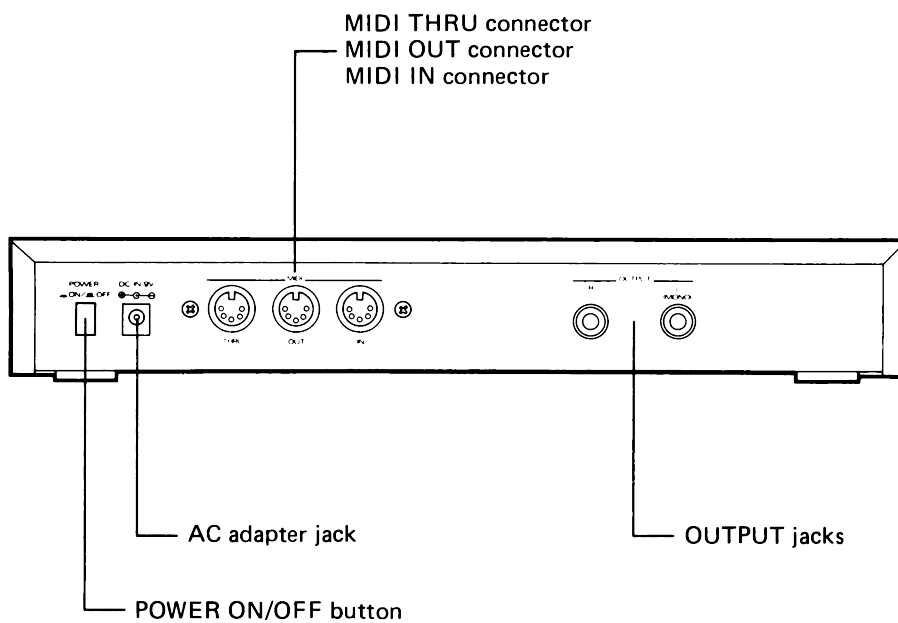 MIDI THRU connector
MIDI OUT connector
MIDI IN connector
POWER
ON/ OFF
DC IN 9V
MIDI
THRU
OUT
IN
OUTPUT
R
L
(MONO)
AC adapter jack
OUTPUT jacks
POWER ON/OFF button